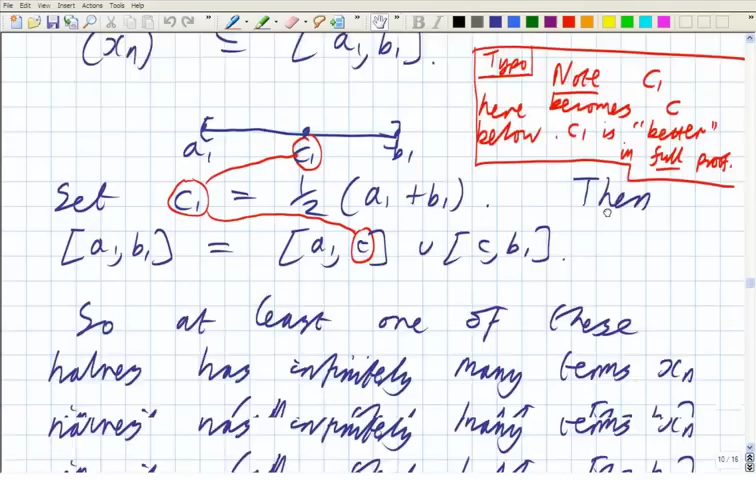 File Edit View Insert Actions Tools Help
(xn) ⊆ [a1, b1].
Typo
Note C1
here becomes C
below. C1 is "better"
in full proof.
a1 c1 b1
Set c1 = 1/2 (a1 + b1). Then
[a1, b1] = [a1, c] ∪ [c, b1].
So at least one of these
halves has infinitely many terms xn
10 / 16